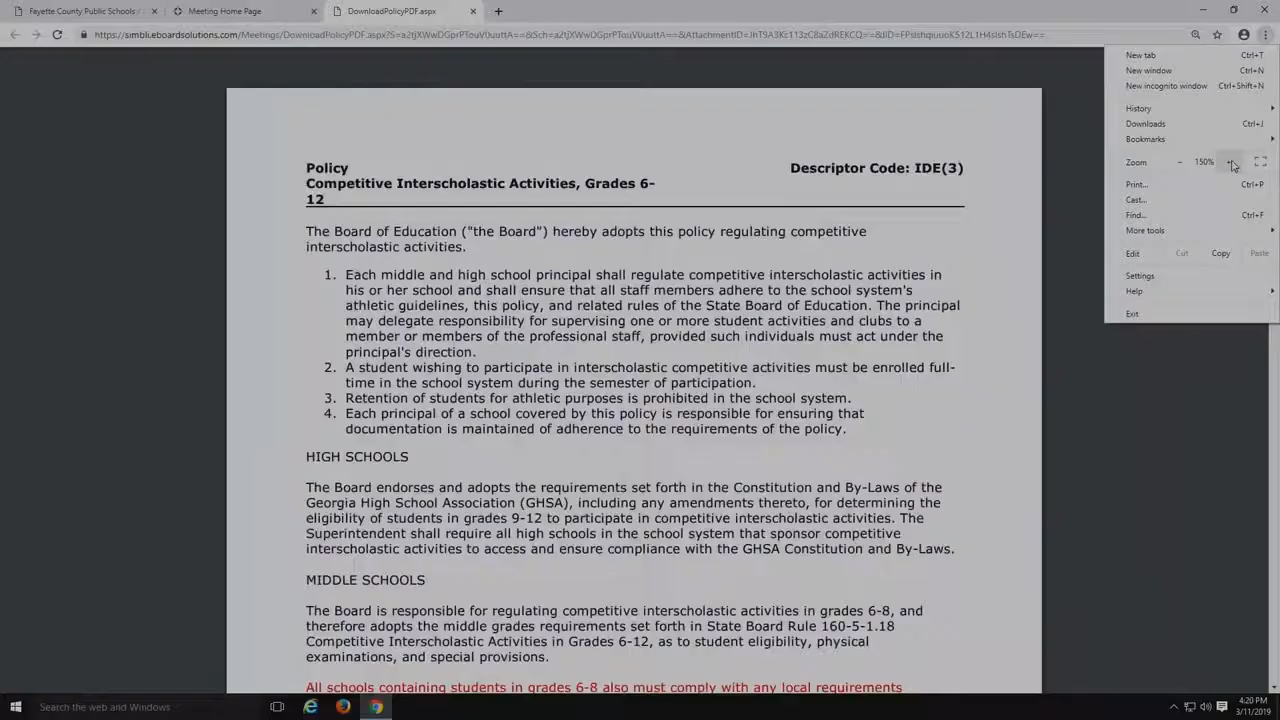 Fayette County Public Schools /
Meeting Home Page
DownloadPolicyPDF.aspx
New tab Ctrl+T
New window Ctrl+N
New incognito window Ctrl+Shift+N
History
Downloads Ctrl+J
Bookmarks
Zoom - 150% +
Print... Ctrl+P
Cast...
Find... Ctrl+F
More tools
Edit Cut Copy Paste
Settings
Help
Exit
Policy Descriptor Code: IDE(3)
Competitive Interscholastic Activities, Grades 6-
12
The Board of Education ("the Board") hereby adopts this policy regulating competitive
interscholastic activities.
1. Each middle and high school principal shall regulate competitive interscholastic activities in
his or her school and shall ensure that all staff members adhere to the school system's
athletic guidelines, this policy, and related rules of the State Board of Education. The principal
may delegate responsibility for supervising one or more student activities and clubs to a
member or members of the professional staff, provided such individuals must act under the
principal's direction.
2. A student wishing to participate in interscholastic competitive activities must be enrolled full-
time in the school system during the semester of participation.
3. Retention of students for athletic purposes is prohibited in the school system.
4. Each principal of a school covered by this policy is responsible for ensuring that
documentation is maintained of adherence to the requirements of the policy.
HIGH SCHOOLS
The Board endorses and adopts the requirements set forth in the Constitution and By-Laws of the
Georgia High School Association (GHSA), including any amendments thereto, for determining the
eligibility of students in grades 9-12 to participate in competitive interscholastic activities. The
Superintendent shall require all high schools in the school system that sponsor competitive
interscholastic activities to access and ensure compliance with the GHSA Constitution and By-Laws.
MIDDLE SCHOOLS
The Board is responsible for regulating competitive interscholastic activities in grades 6-8, and
therefore adopts the middle grades requirements set forth in State Board Rule 160-5-1.18
Competitive Interscholastic Activities in Grades 6-12, as to student eligibility, physical
examinations, and special provisions.
All schools containing students in grades 6-8 also must comply with any local requirements
Search the web and Windows
4:20 PM
3/11/2019